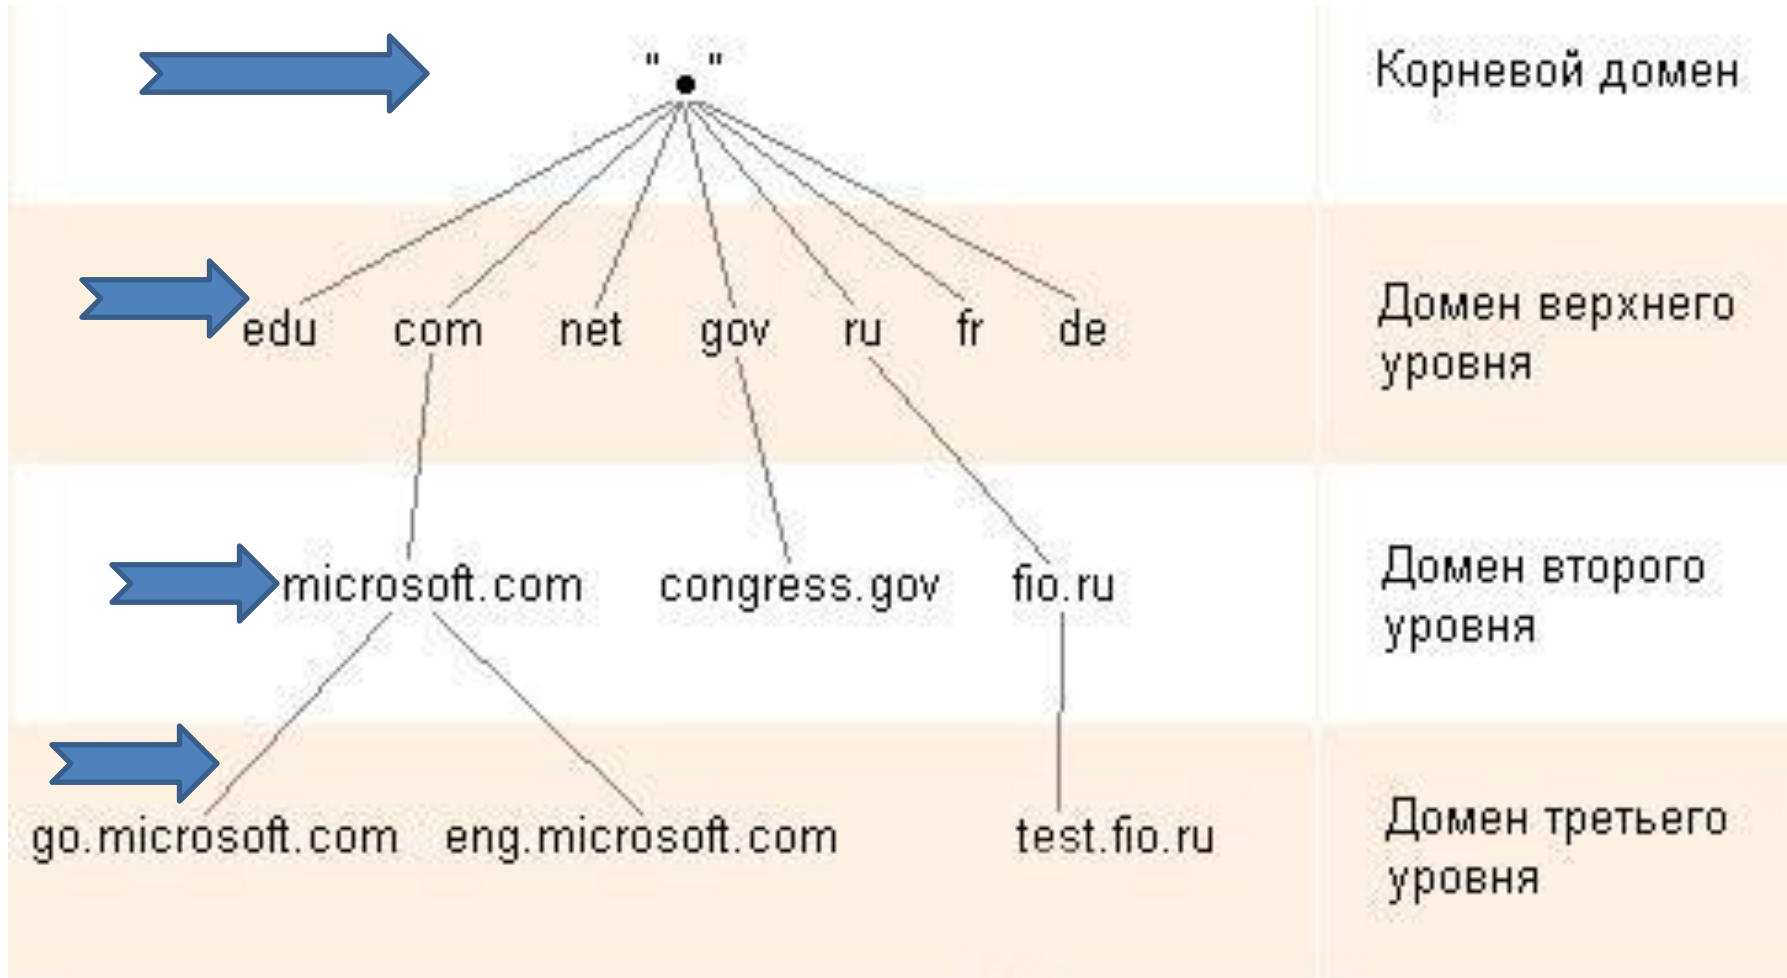 " . "
Корневой домен
edu com net gov ru fr de
Домен верхнего
уровня
microsoft.com congress.gov fio.ru
Домен второго
уровня
go.microsoft.com eng.microsoft.com test.fio.ru
Домен третьего
уровня